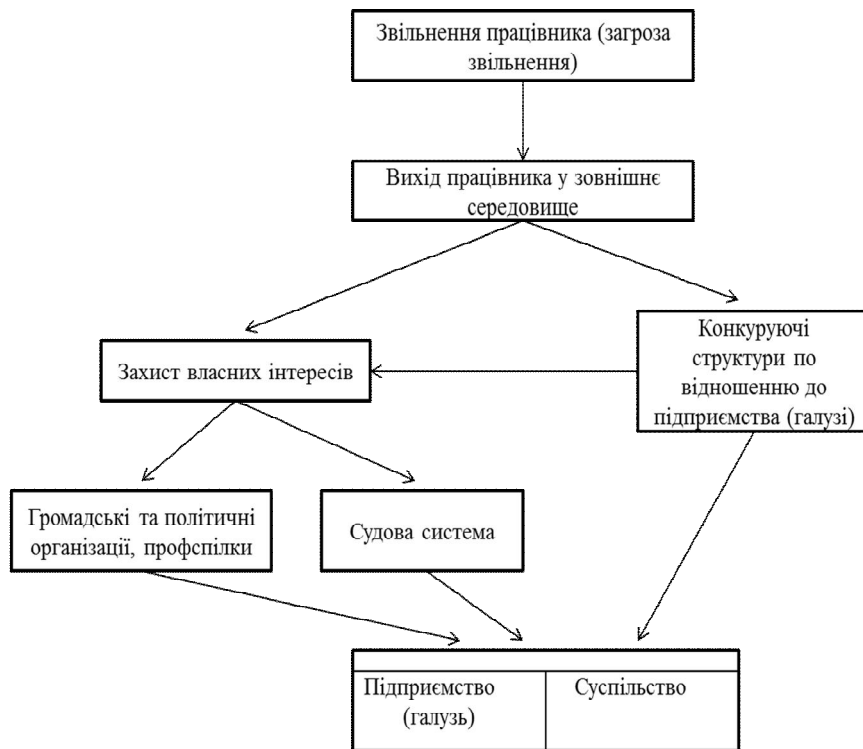 Звільнення працівника (загроза
звільнення)
Вихід працівника у зовнішнє
середовище
Захист власних інтересів
Конкуруючі
структури по
відношенню до
підприємства (галузі)
Громадські та політичні
організації, профспілки
Судова система
Підприємство
(галузь)
Суспільство